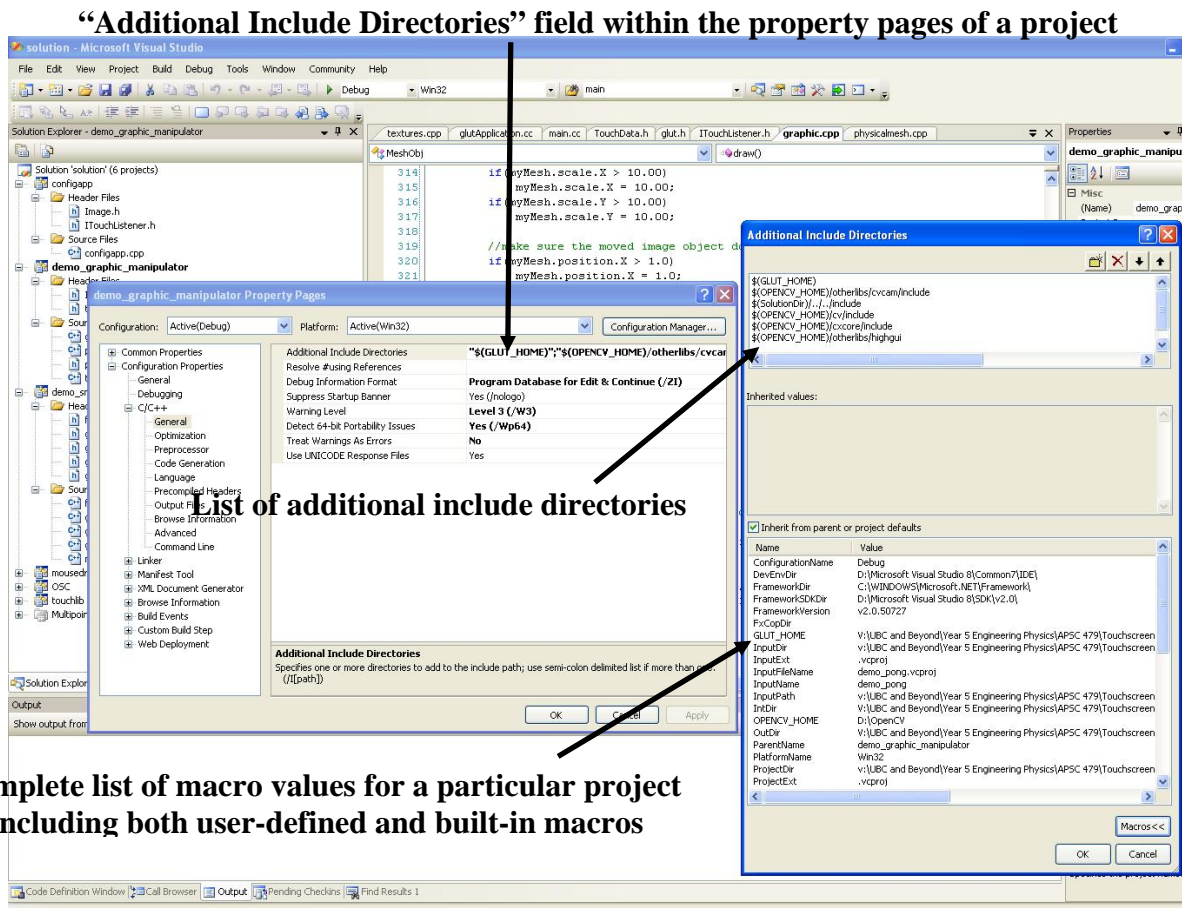 “Additional Include Directories” field within the property pages of a project
solution - Microsoft Visual Studio
File Edit View Project Build Debug Tools Window Community Help
Debug Win32 main
Solution Explorer - demo_graphic_manipulator
textures.cpp glutApplication.cc main.cc TouchData.h glut.h ITouchListener.h graphic.cpp physicalmesh.cpp
Properties
MeshObj draw()
demo_graphic_manipu
Solution 'solution' (6 projects)
configapp
Header Files
Image.h
ITouchListener.h
Source Files
configapp.cpp
demo_graphic_manipulator
Header Files
314 if(myMesh.scale.X > 10.00)
315 myMesh.scale.X = 10.00;
316 if(myMesh.scale.Y > 10.00)
317 myMesh.scale.Y = 10.00;
318
319 //make sure the moved image object
320 if(myMesh.position.X > 1.0)
321 myMesh.position.X = 1.0;
Misc
(Name) demo_grap
demo_graphic_manipulator Property Pages
Configuration: Active(Debug) Platform: Active(Win32) Configuration Manager...
Common Properties
Configuration Properties
General
Debugging
C/C++
General
Optimization
Preprocessor
Code Generation
Language
Precompiled Headers
Output Files
Browse Information
Advanced
Command Line
Linker
Manifest Tool
XML Document Generator
Browse Information
Build Events
Custom Build Step
Web Deployment
Additional Include Directories "$(GLUT_HOME)";"$(OPENCV_HOME)/otherlibs/cvcam
Resolve #using References
Debug Information Format Program Database for Edit & Continue (/ZI)
Suppress Startup Banner Yes (/nologo)
Warning Level Level 3 (/W3)
Detect 64-bit Portability Issues Yes (/Wp64)
Treat Warnings As Errors No
Use UNICODE Response Files Yes
Additional Include Directories
Specifies one or more directories to add to the include path; use semi-colon delimited list if more than one.
(/I[path])
OK Cancel Apply
Sour
demo_sr
Head
Sour
mousedr
OSC
touchlib
Multipoin
Solution Explor
Output
Show output from
List of additional include directories
Additional Include Directories
$(GLUT_HOME)
$(OPENCV_HOME)/otherlibs/cvcam/include
$(SolutionDir)/../../include
$(OPENCV_HOME)/cv/include
$(OPENCV_HOME)/cxcore/include
$(OPENCV_HOME)/otherlibs/highgui
Inherited values:
Inherit from parent or project defaults
Name Value
ConfigurationName Debug
DevEnvDir D:\Microsoft Visual Studio 8\Common7\IDE\
FrameworkDir C:\WINDOWS\Microsoft.NET\Framework\
FrameworkSDKDir D:\Microsoft Visual Studio 8\SDK\v2.0\
FrameworkVersion v2.0.50727
FxCopDir
GLUT_HOME V:\UBC and Beyond\Year 5 Engineering Physics\APSC 479\Touchscreen
InputDir v:\UBC and Beyond\Year 5 Engineering Physics\APSC 479\Touchscreen
InputExt .vcproj
InputFileName demo_pong.vcproj
InputName demo_pong
InputPath v:\UBC and Beyond\Year 5 Engineering Physics\APSC 479\Touchscreen
IntDir V:\UBC and Beyond\Year 5 Engineering Physics\APSC 479\Touchscreen
OPENCV_HOME D:\OpenCV
OutDir V:\UBC and Beyond\Year 5 Engineering Physics\APSC 479\Touchscreen
ParentName demo_graphic_manipulator
PlatformName Win32
ProjectDir v:\UBC and Beyond\Year 5 Engineering Physics\APSC 479\Touchscreen
ProjectExt .vcproj
Macros<<
OK Cancel
mplete list of macro values for a particular project
ncluding both user-defined and built-in macros
Code Definition Window Call Browser Output Pending Checkins Find Results 1